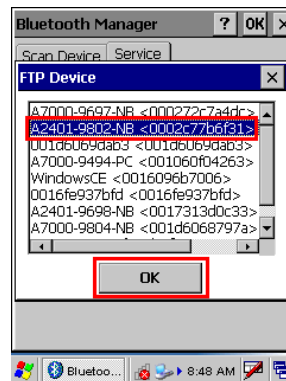 Bluetooth Manager ? OK ×
Scan Device Service
FTP Device ×
A7000-9697-NB <000272c7a4dc>
A2401-9802-NB <0002c77b6f31>
001d6069dab3 <001d6069dab3>
A7000-9494-PC <001060f04263>
WindowsCE <0016096b7006>
0016fe937bfd <0016fe937bfd>
A2401-9698-NB <0017313d0c33>
A7000-9804-NB <001d6068797a>
OK
Bluetoo... 8:48 AM